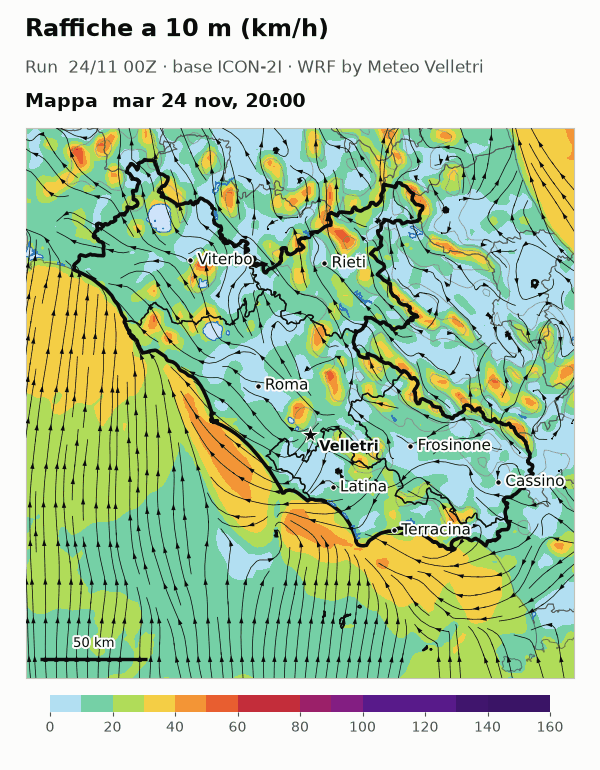 Raffiche a 10 m (km/h)
Run 24/11 00Z · base ICON-2I · WRF by Meteo Velletri
Mappa mar 24 nov, 20:00
Viterbo
Rieti
Roma
Velletri
Frosinone
Cassino
Latina
Terracina
50 km
0 20 40 60 80 100 120 140 160